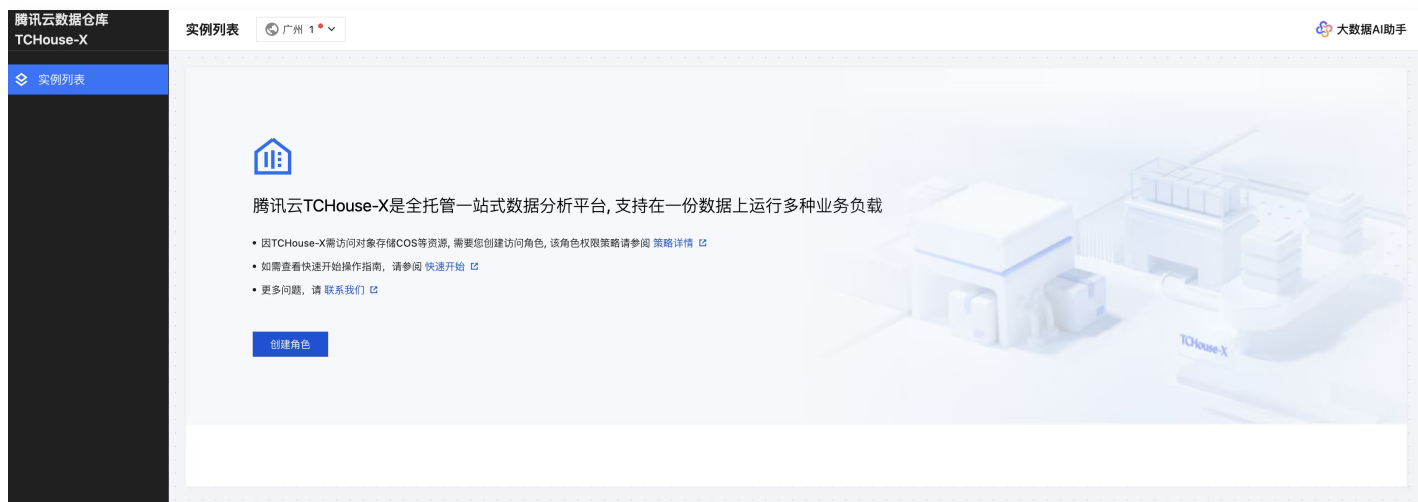 腾讯云数据仓库
TCHouse-X
实例列表
广州 1
大数据AI助手
实例列表
腾讯云TCHouse-X是全托管一站式数据分析平台, 支持在一份数据上运行多种业务负载
• 因TCHouse-X需访问对象存储COS等资源, 需要您创建访问角色, 该角色权限策略请参阅 策略详情
• 如需查看快速开始操作指南，请参阅 快速开始
• 更多问题，请 联系我们
创建角色
TCHouse-X